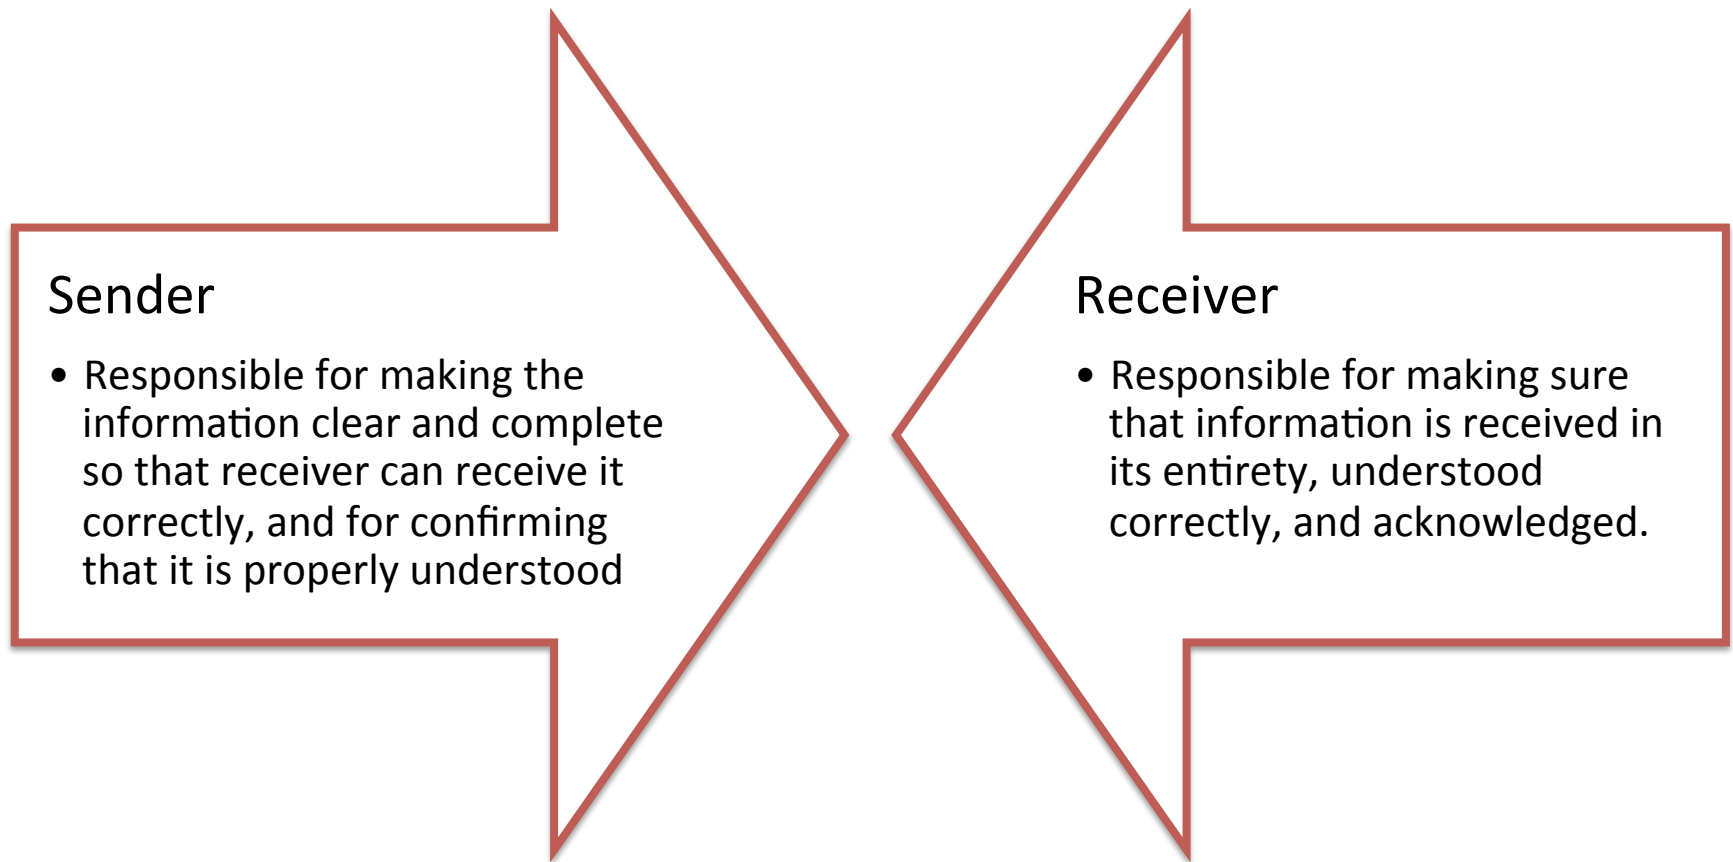 Sender
• Responsible for making the
information clear and complete
so that receiver can receive it
correctly, and for confirming
that it is properly understood
Receiver
• Responsible for making sure
that information is received in
its entirety, understood
correctly, and acknowledged.